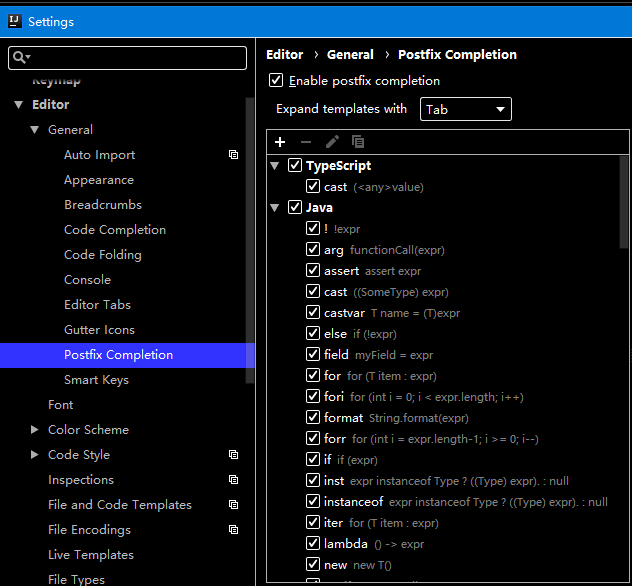 Settings
Keymap
Editor
General
Auto Import
Appearance
Breadcrumbs
Code Completion
Code Folding
Console
Editor Tabs
Gutter Icons
Postfix Completion
Smart Keys
Font
Color Scheme
Code Style
Inspections
File and Code Templates
File Encodings
Live Templates
File Types
Editor › General › Postfix Completion
Enable postfix completion
Expand templates with Tab
TypeScript
cast (<any>value)
Java
! !expr
arg functionCall(expr)
assert assert expr
cast ((SomeType) expr)
castvar T name = (T)expr
else if (!expr)
field myField = expr
for for (T item : expr)
fori for (int i = 0; i < expr.length; i++)
format String.format(expr)
forr for (int i = expr.length-1; i >= 0; i--)
if if (expr)
inst expr instanceof Type ? ((Type) expr). : null
instanceof expr instanceof Type ? ((Type) expr). : null
iter for (T item : expr)
lambda () -> expr
new new T()